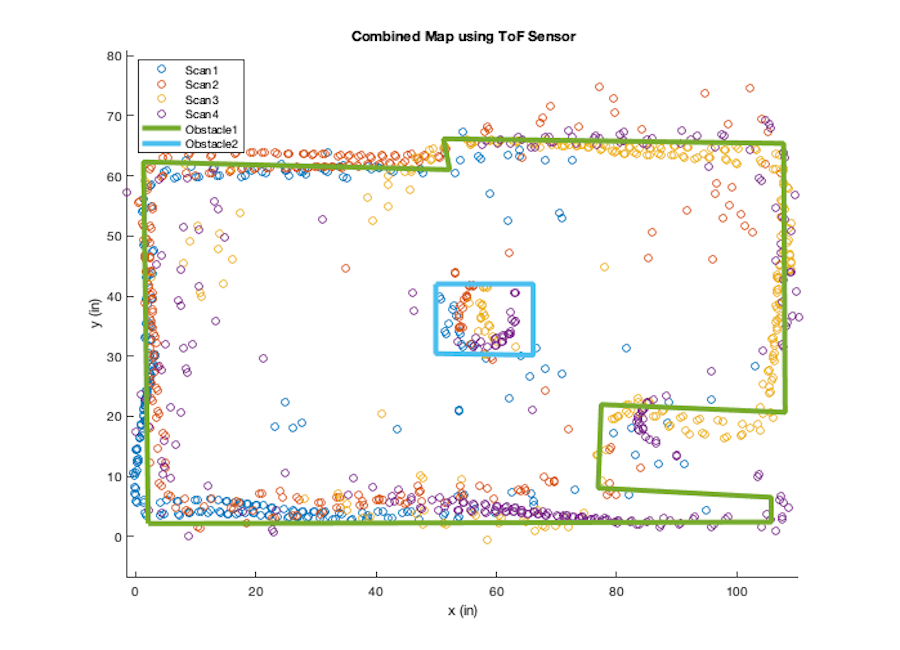 Combined Map using ToF Sensor
Scan1
Scan2
Scan3
Scan4
Obstacle1
Obstacle2
80
70
60
50
40
30
20
10
0
y (in)
0 20 40 60 80 100
x (in)